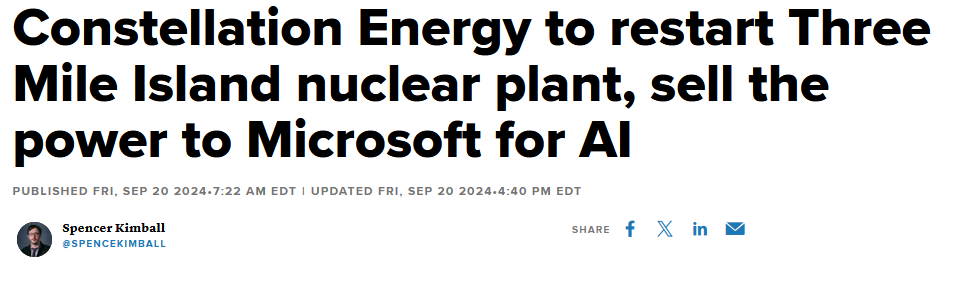 Constellation Energy to restart Three
Mile Island nuclear plant, sell the
power to Microsoft for AI
PUBLISHED FRI, SEP 20 2024•7:22 AM EDT | UPDATED FRI, SEP 20 2024•4:40 PM EDT
Spencer Kimball
@SPENCEKIMBALL
SHARE